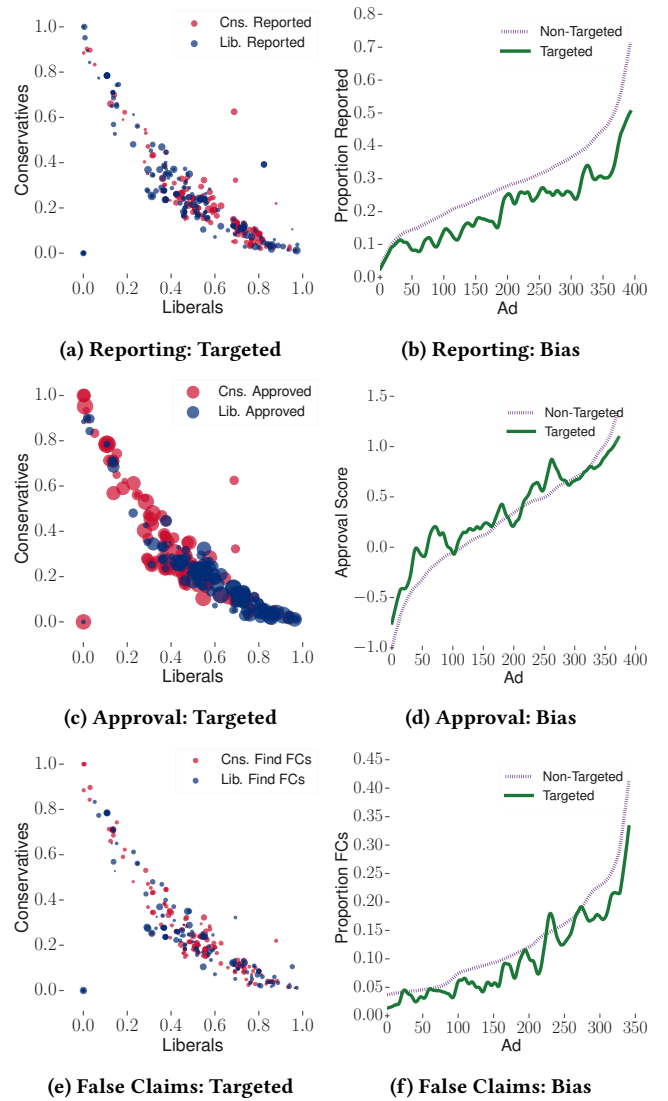 Cns. Reported
Lib. Reported
Conservatives
1.0
0.8
0.6
0.4
0.2
0.0
0.0 0.2 0.4 0.6 0.8 1.0
Liberals
(a) Reporting: Targeted
Non-Targeted
Targeted
Proportion Reported
0.8
0.7
0.6
0.5
0.4
0.3
0.2
0.1
0.0
0 50 100 150 200 250 300 350 400
Ad
(b) Reporting: Bias
Cns. Approved
Lib. Approved
Conservatives
1.0
0.8
0.6
0.4
0.2
0.0
0.0 0.2 0.4 0.6 0.8 1.0
Liberals
(c) Approval: Targeted
Non-Targeted
Targeted
Approval Score
1.5
1.0
0.5
0.0
−0.5
−1.0
0 50 100 150 200 250 300 350 400
Ad
(d) Approval: Bias
Cns. Find FCs
Lib. Find FCs
Conservatives
1.0
0.8
0.6
0.4
0.2
0.0
0.0 0.2 0.4 0.6 0.8 1.0
Liberals
(e) False Claims: Targeted
Non-Targeted
Targeted
Proportion FCs
0.45
0.40
0.35
0.30
0.25
0.20
0.15
0.10
0.05
0.00
0 50 100 150 200 250 300 350
Ad
(f) False Claims: Bias